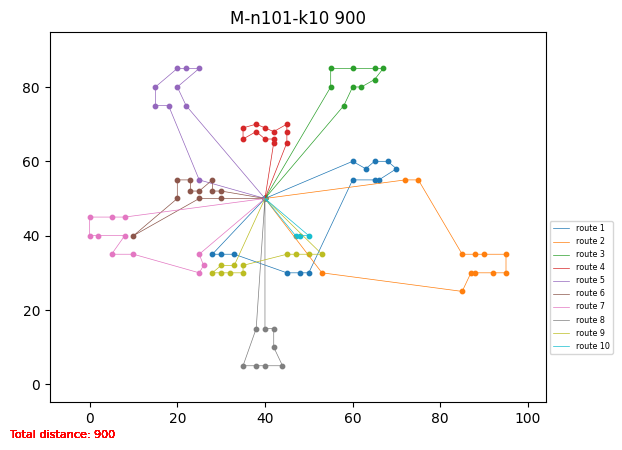 M-n101-k10 900
80
60
40
20
0
0 20 40 60 80 100
route 1
route 2
route 3
route 4
route 5
route 6
route 7
route 8
route 9
route 10
Total distance: 900